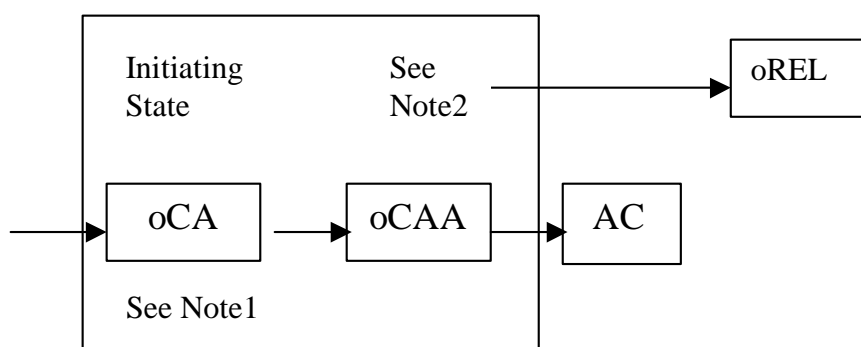 Initiating
State
See
Note2
oREL
oCA
oCAA
AC
See Note1